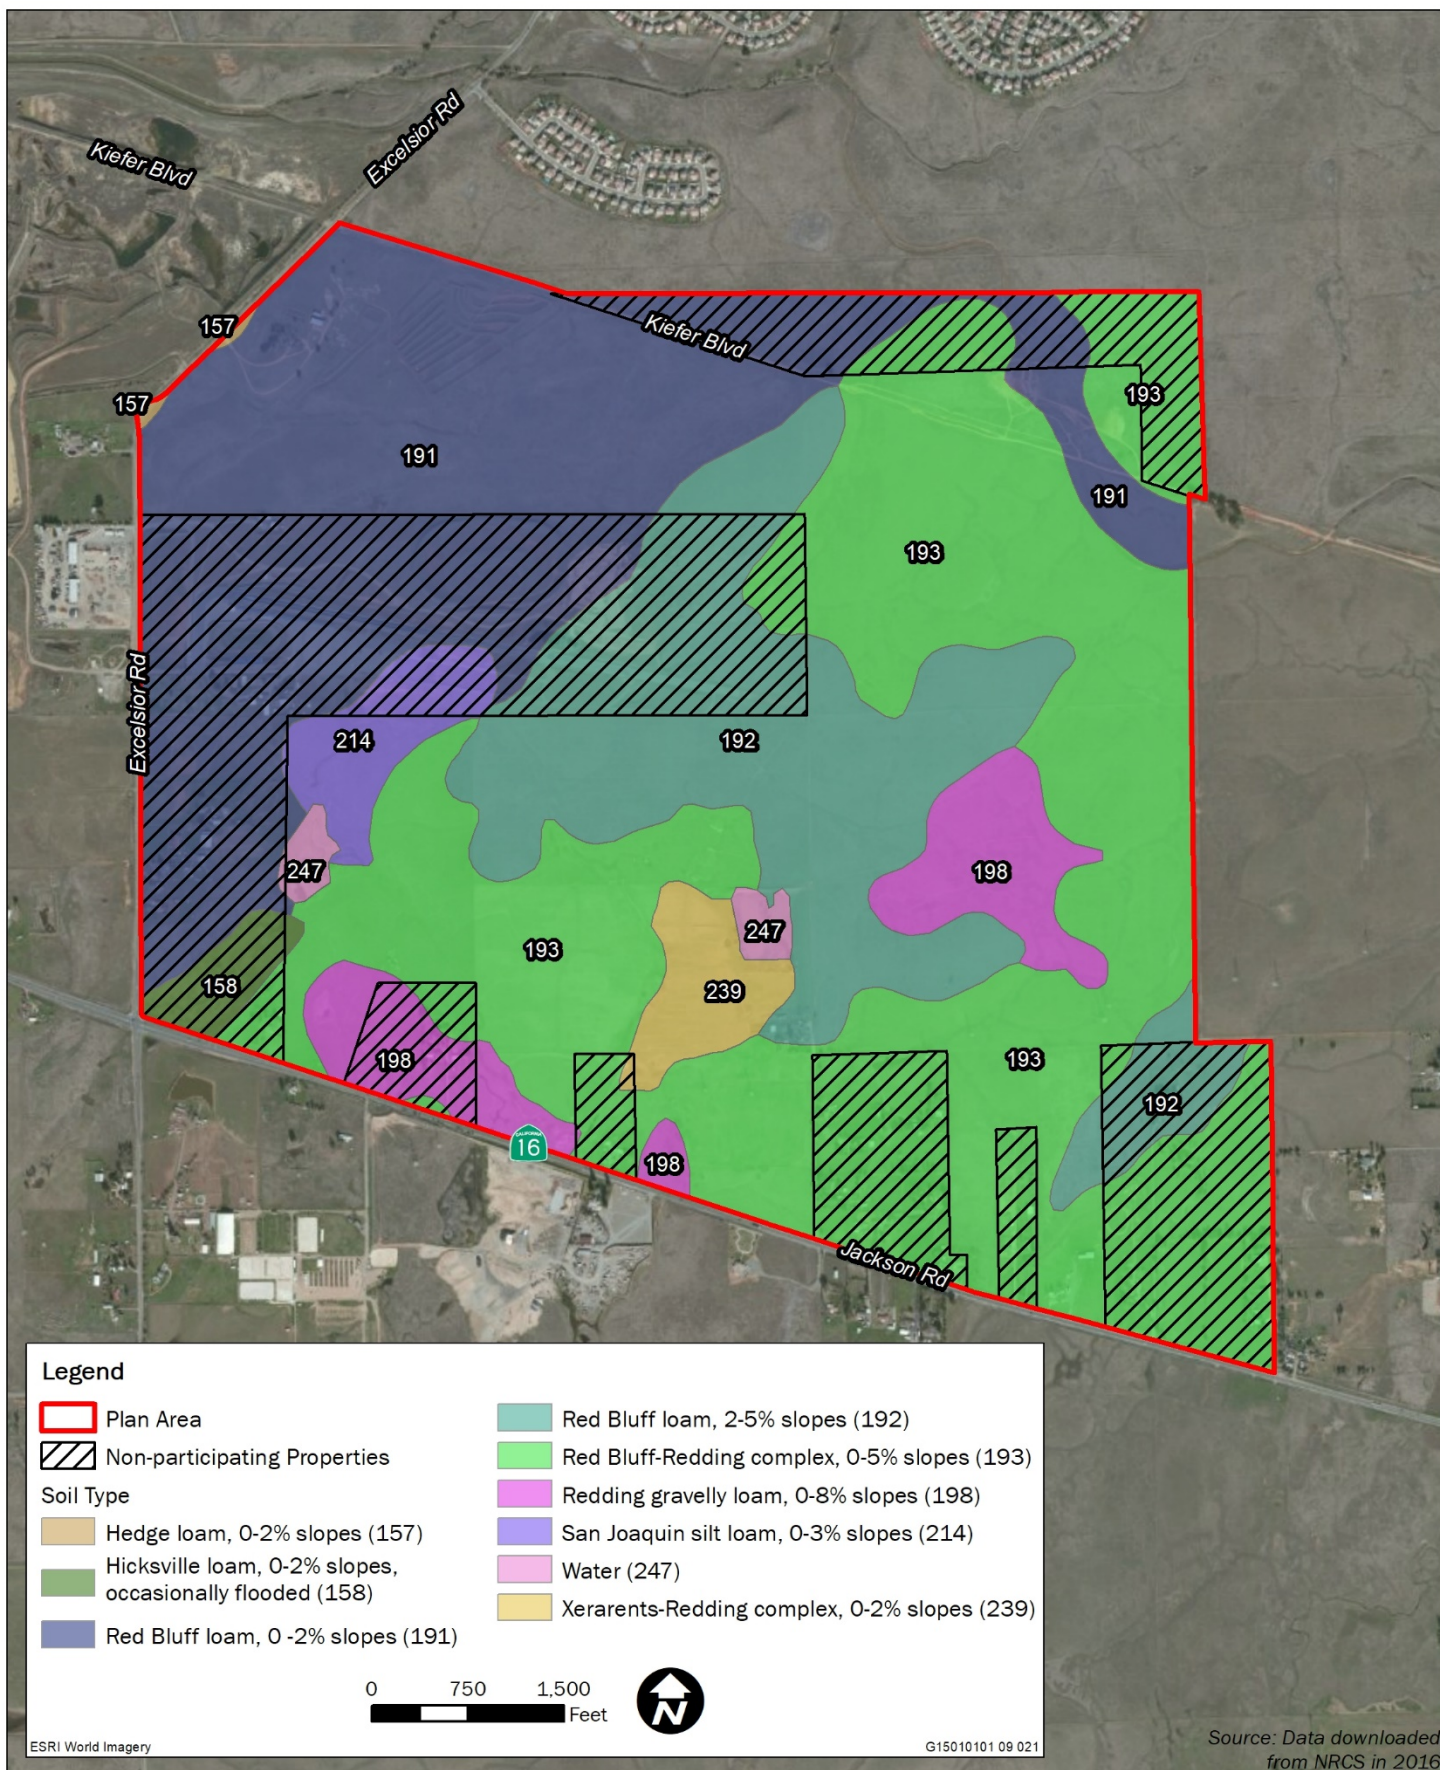 Excelsior Rd
Kiefer Blvd
157
Kiefer Blvd
157
193
191
191
193
Excelsior Rd
214
192
247
198
193
247
158
239
198
193
192
CALIFORNIA
16
198
Jackson Rd
Legend
Plan Area
Non-participating Properties
Soil Type
Hedge loam, 0-2% slopes (157)
Hicksville loam, 0-2% slopes,
occasionally flooded (158)
Red Bluff loam, 0 -2% slopes (191)
Red Bluff loam, 2-5% slopes (192)
Red Bluff-Redding complex, 0-5% slopes (193)
Redding gravelly loam, 0-8% slopes (198)
San Joaquin silt loam, 0-3% slopes (214)
Water (247)
Xerarents-Redding complex, 0-2% slopes (239)
0 750 1,500
Feet
N
ESRI World Imagery
G15010101 09 021
Source: Data downloaded
from NRCS in 2016